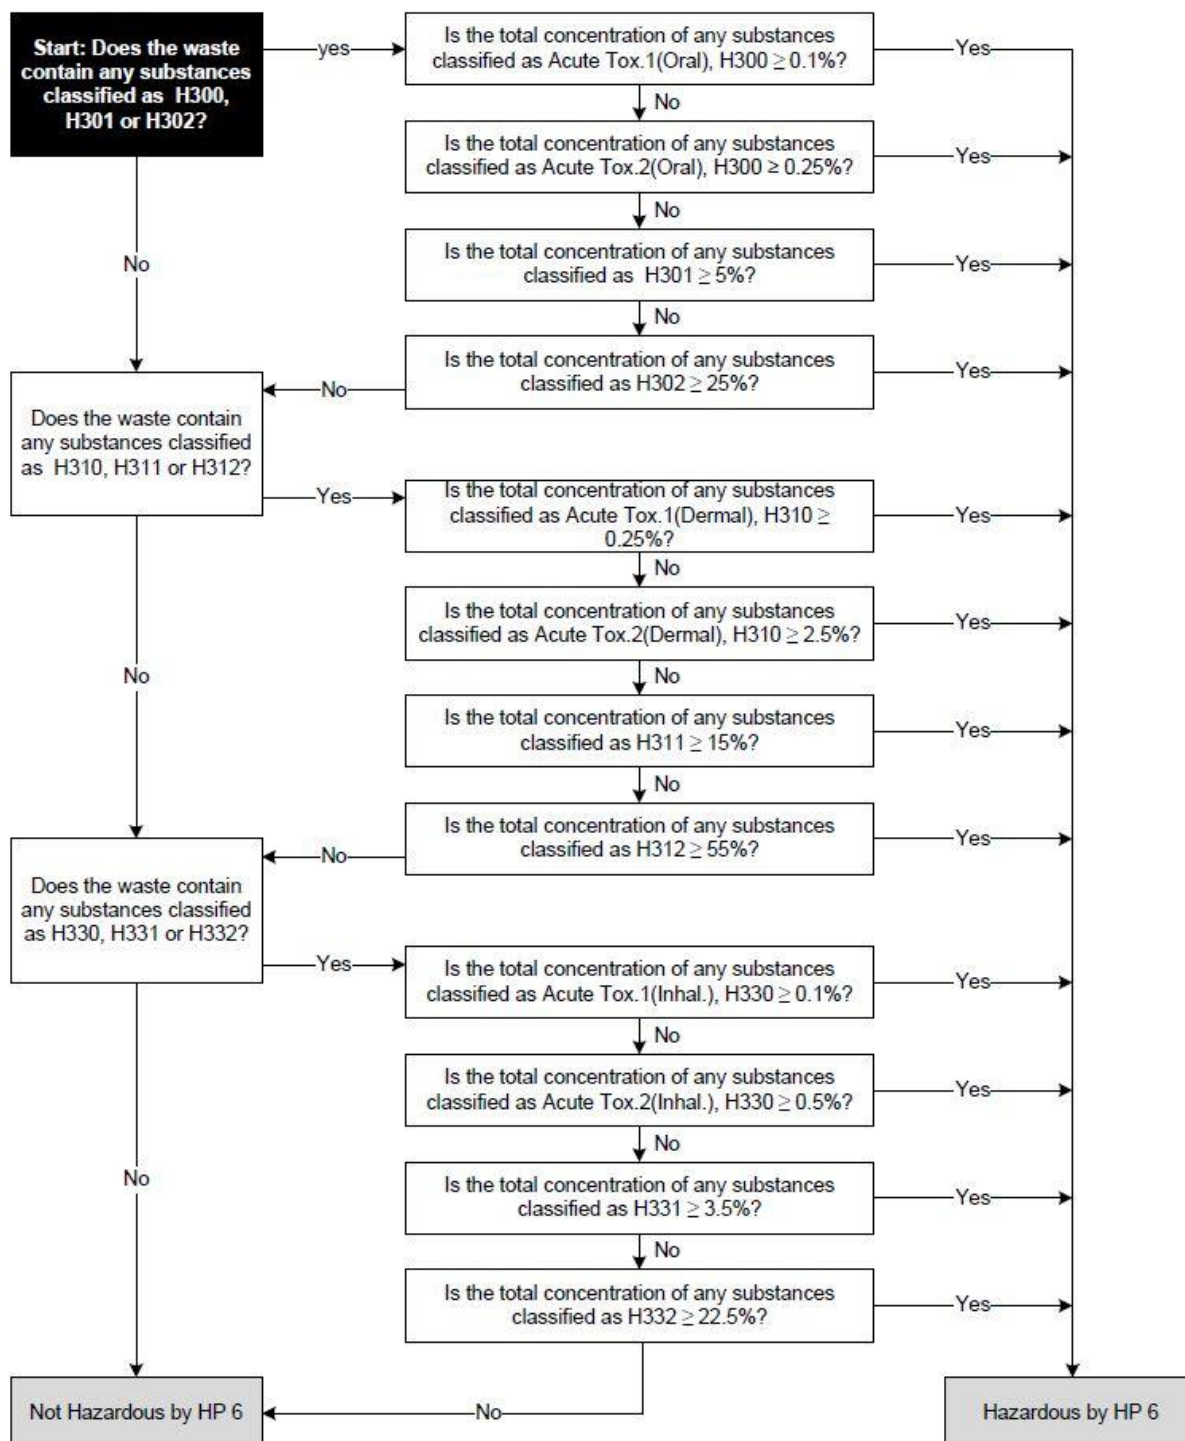 Start: Does the waste
contain any substances
classified as H300,
H301 or H302?
yes
Is the total concentration of any substances
classified as Acute Tox.1(Oral), H300 ≥ 0.1%?
Yes
No
Is the total concentration of any substances
classified as Acute Tox.2(Oral), H300 ≥ 0.25%?
Yes
No
No
Is the total concentration of any substances
classified as H301 ≥ 5%?
Yes
No
Is the total concentration of any substances
classified as H302 ≥ 25%?
Yes
No
Does the waste contain
any substances classified
as H310, H311 or H312?
Yes
Is the total concentration of any substances
classified as Acute Tox.1(Dermal), H310 ≥
0.25%?
Yes
No
Is the total concentration of any substances
classified as Acute Tox.2(Dermal), H310 ≥ 2.5%?
Yes
No
No
Is the total concentration of any substances
classified as H311 ≥ 15%?
Yes
No
Is the total concentration of any substances
classified as H312 ≥ 55%?
Yes
No
Does the waste contain
any substances classified
as H330, H331 or H332?
Yes
Is the total concentration of any substances
classified as Acute Tox.1(Inhal.), H330 ≥ 0.1%?
Yes
No
Is the total concentration of any substances
classified as Acute Tox.2(Inhal.), H330 ≥ 0.5%?
Yes
No
No
Is the total concentration of any substances
classified as H331 ≥ 3.5%?
Yes
No
Is the total concentration of any substances
classified as H332 ≥ 22.5%?
Yes
Not Hazardous by HP 6
No
Hazardous by HP 6